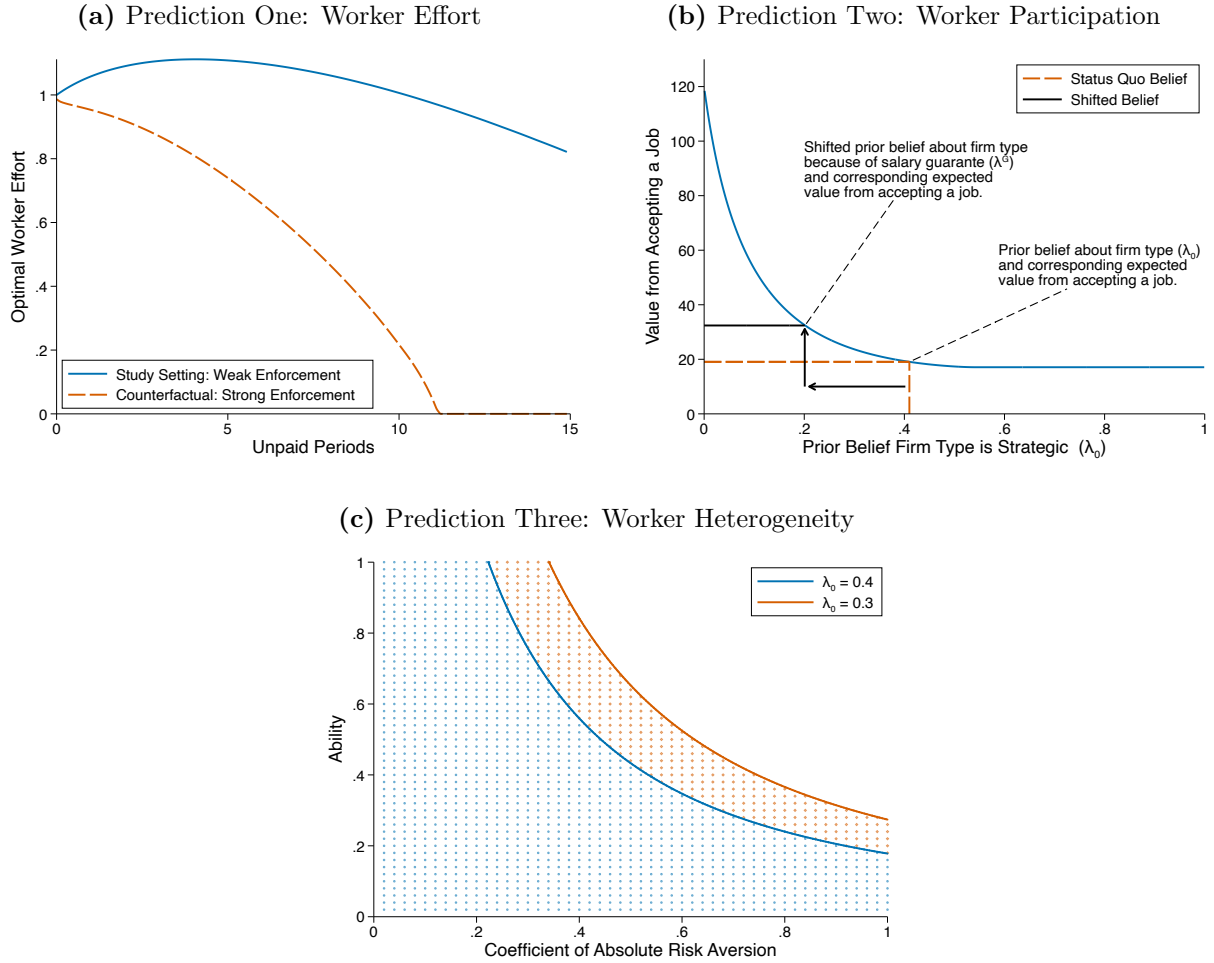 (a) Prediction One: Worker Effort
Optimal Worker Effort
1
.8
.6
.4
.2
0
Study Setting: Weak Enforcement
Counterfactual: Strong Enforcement
0
5
10
15
Unpaid Periods
(b) Prediction Two: Worker Participation
Value from Accepting a Job
120
100
80
60
40
20
0
Status Quo Belief
Shifted Belief
Shifted prior belief about firm type
because of salary guarante (λᴳ)
and corresponding expected
value from accepting a job.
Prior belief about firm type (λ₀)
and corresponding expected
value from accepting a job.
0
.2
.4
.6
.8
1
Prior Belief Firm Type is Strategic (λ₀)
(c) Prediction Three: Worker Heterogeneity
Ability
1
.8
.6
.4
.2
0
λ₀ = 0.4
λ₀ = 0.3
0
.2
.4
.6
.8
1
Coefficient of Absolute Risk Aversion